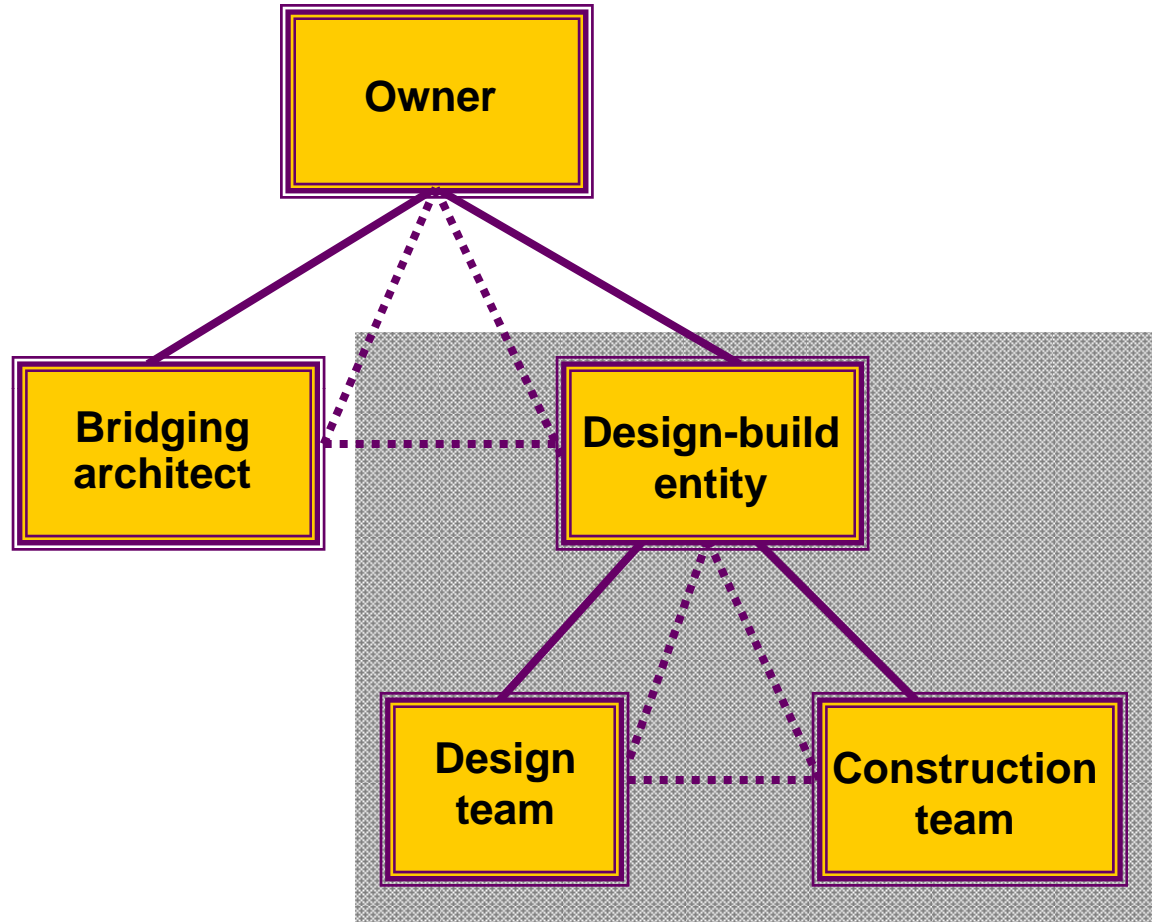 Owner
Bridging
architect
Design-build
entity
Design
team
Construction
team